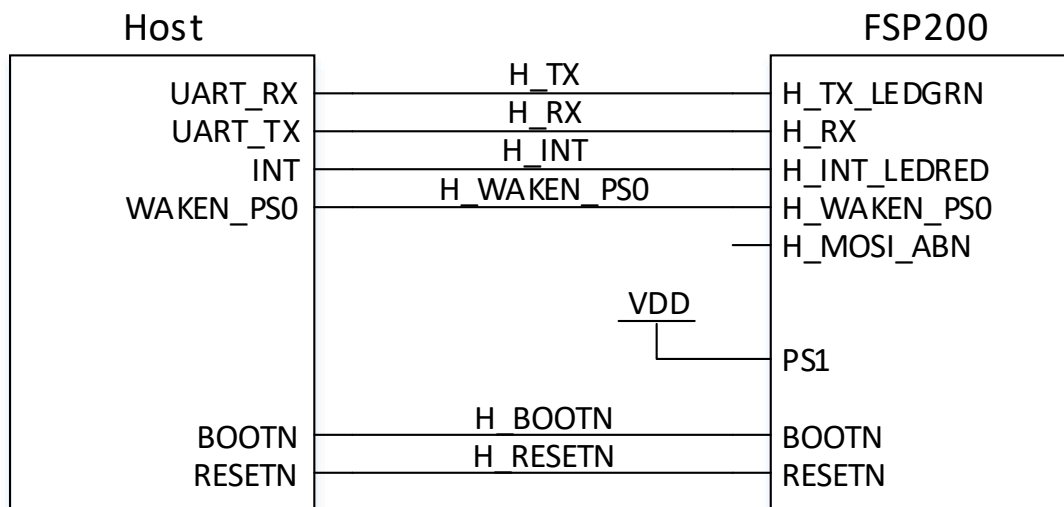 Host FSP200
UART_RX H_TX H_TX_LEDGRN
UART_TX H_RX H_RX
INT H_INT H_INT_LEDRED
WAKEN_PS0 H_WAKEN_PS0 H_WAKEN_PS0
H_MOSI_ABN
VDD
PS1
BOOTN H_BOOTN BOOTN
RESETN H_RESETN RESETN